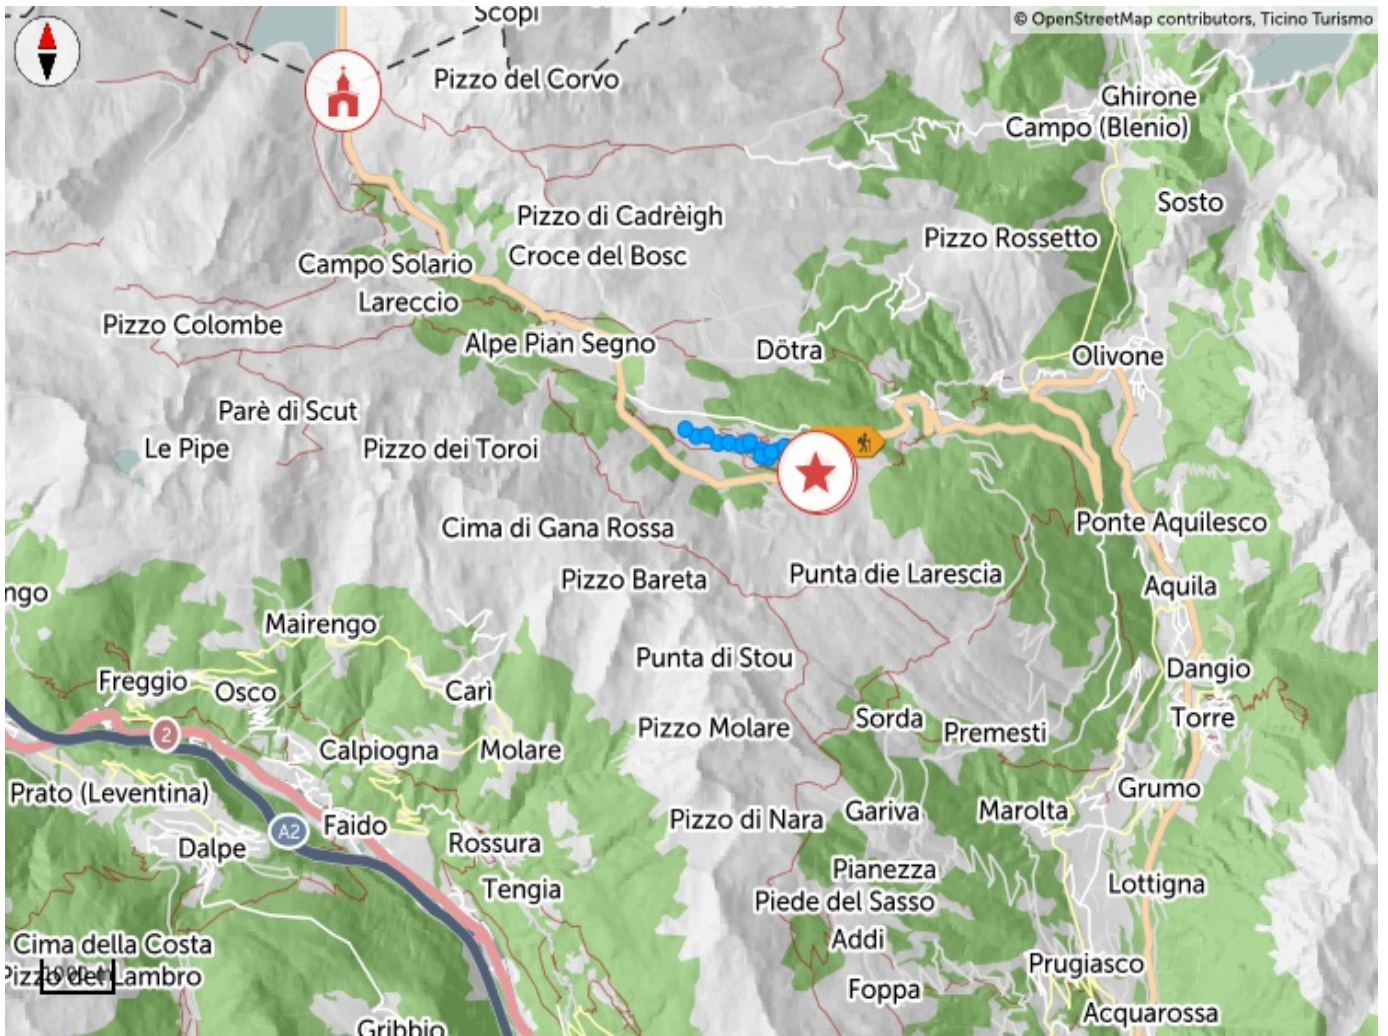 © OpenStreetMap contributors, Ticino Turismo
Scopi
Pizzo del Corvo
Ghirone
Campo (Blenio)
Sosto
Pizzo di Cadrèigh
Pizzo Rossetto
Croce del Bosc
Campo Solario
Lareccio
Pizzo Colombe
Alpe Pian Segno
Dötra
Olivone
Parè di Scut
Le Pipe
Pizzo dei Toroi
Cima di Gana Rossa
Ponte Aquilesco
Pizzo Bareta
Punta die Larescia
Aquila
ngo
Mairengo
Punta di Stou
Dangio
Freggio
Osco
Carì
Sorda
Torre
2
Calpiogna
Molare
Pizzo Molare
Premesti
Prato (Leventina)
Grumo
A2
Faido
Pizzo di Nara
Gariva
Marolta
Dalpe
Rossura
Pianezza
Tengia
Lottigna
Piede del Sasso
Cima della Costa
Addi
Pizzo del Lambro
1000 m
Prugiasco
Foppa
Acquarossa
Gribbio